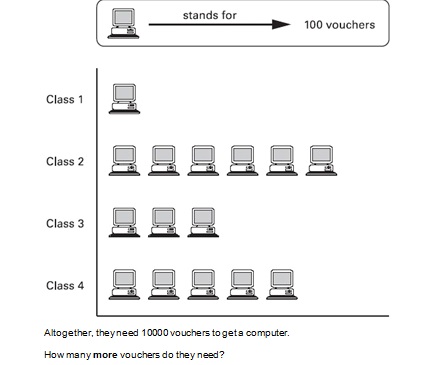 stands for
100 vouchers
Class 1
Class 2
Class 3
Class 4
Altogether, they need 10000 vouchers to get a computer.
How many more vouchers do they need?